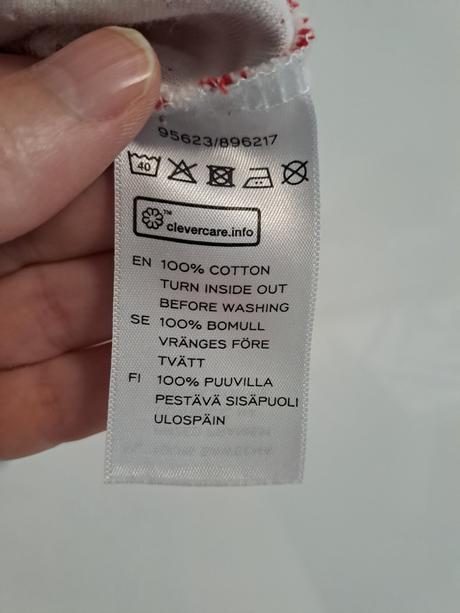 95623/896217
40
™
clevercare.info
EN 100% COTTON
TURN INSIDE OUT
BEFORE WASHING
SE 100% BOMULL
VRÄNGES FÖRE
TVÄTT
FI 100% PUUVILLA
PESTÄVÄ SISÄPUOLI
ULOSPÄIN